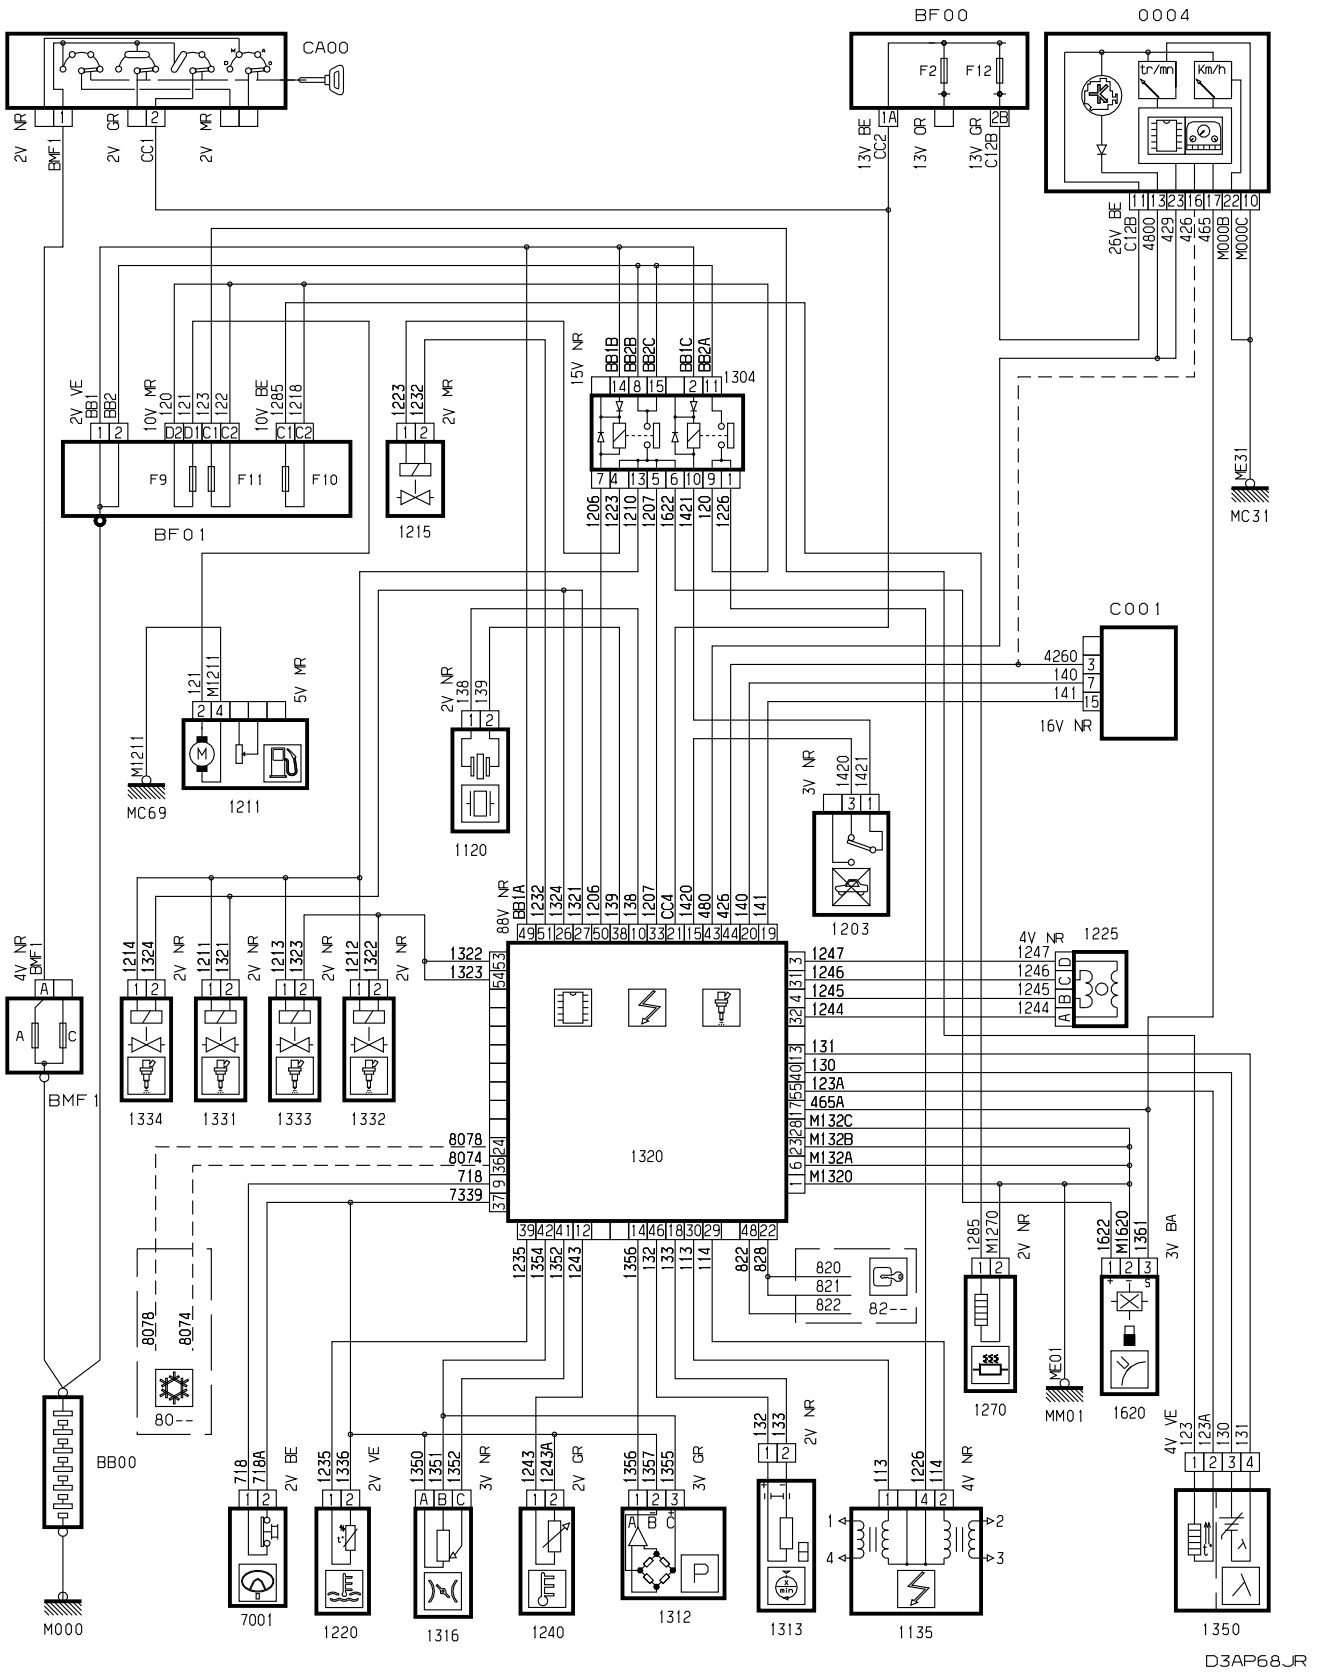 BF00
0004
CA00
M
A
D
D
F2
F12
tr/mn
Km/h
1
2
1A
2B
2V NR
BMF1
2V GR
CC1
2V MR
13V BE
CC2
13V OR
13V GR
C12B
11 13 23 16 17 22 10
26V BE
C12B
4800
429
426
465
M000B
M000C
15V NR
BB1B
BB2B
BB2C
BB1C
BB2A
1304
14 8 15 2 11
2V VE
BB1
BB2
10V MR
120
121
123
122
10V BE
1285
1218
1223
1232
2V MR
1 2
D2 D1 C1 C2
C1 C2
1 2
F9
F11
F10
BF01
1215
7 4 13 5 6 10 9 1
1206
1223
1210
1207
1622
1421
120
1226
ME31
MC31
C001
4260
3
140
7
141
15
16V NR
121
M1211
5V MR
2 4
M
M1211
MC69
1211
2V NR
138
139
1 2
1120
3V NR
1420
1421
3 1
1203
88V NR
BB1A
1232
1324
1321
1206
139
138
1207
CC4
1420
480
426
140
141
49 51 26 27 50 38 10 33 21 15 43 44 20 19
4V NR
BMF1
A
A
C
BMF1
1214
1324
2V NR
1211
1321
2V NR
1213
1323
2V NR
1212
1322
2V NR
1 2
1 2
1 2
1 2
1334
1331
1333
1332
1322
53
1323
54
8078
24
8074
36
718
9
7339
37
1320
3
1247
31
1246
4
1245
32
1244
13
131
40
130
55
123A
17
465A
28
M132C
23
M132B
6
M132A
1
M1320
4V NR
1225
1247
D
1246
C
1245
B
1244
A
39 42 41 12 14 46 18 30 29 48 22
1235
1354
1352
1243
1356
132
133
113
114
822
828
820
821
822
82--
8078
8074
80--
1285
M1270
2V NR
1 2
1270
ME01
MM01
1622
M1620
1361
3V BA
1 2 3
+ - S
1620
BB00
M000
718
718A
2V BE
1 2
7001
1235
1336
2V VE
1 2
t°
1220
1350
1351
1352
3V NR
A B C
1316
1243
1243A
2V GR
1 2
1240
1356
1357
1355
3V GR
1 2 3
A B C
- +
P
1312
132
133
2V NR
1 2
+ -
x
min
1313
113
1226
114
4V NR
1 4 2
1
4
2
3
1135
4V VE
123
123A
130
131
1 2 3 4
t°
λ
λ
1350
D3AP68JR